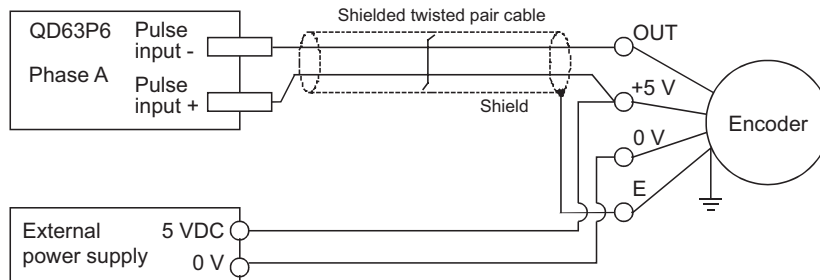 Shielded twisted pair cable
QD63P6
Pulse
input -
OUT
Phase A
Pulse
input +
+5 V
Shield
Encoder
0 V
E
External
power supply
5 VDC
0 V